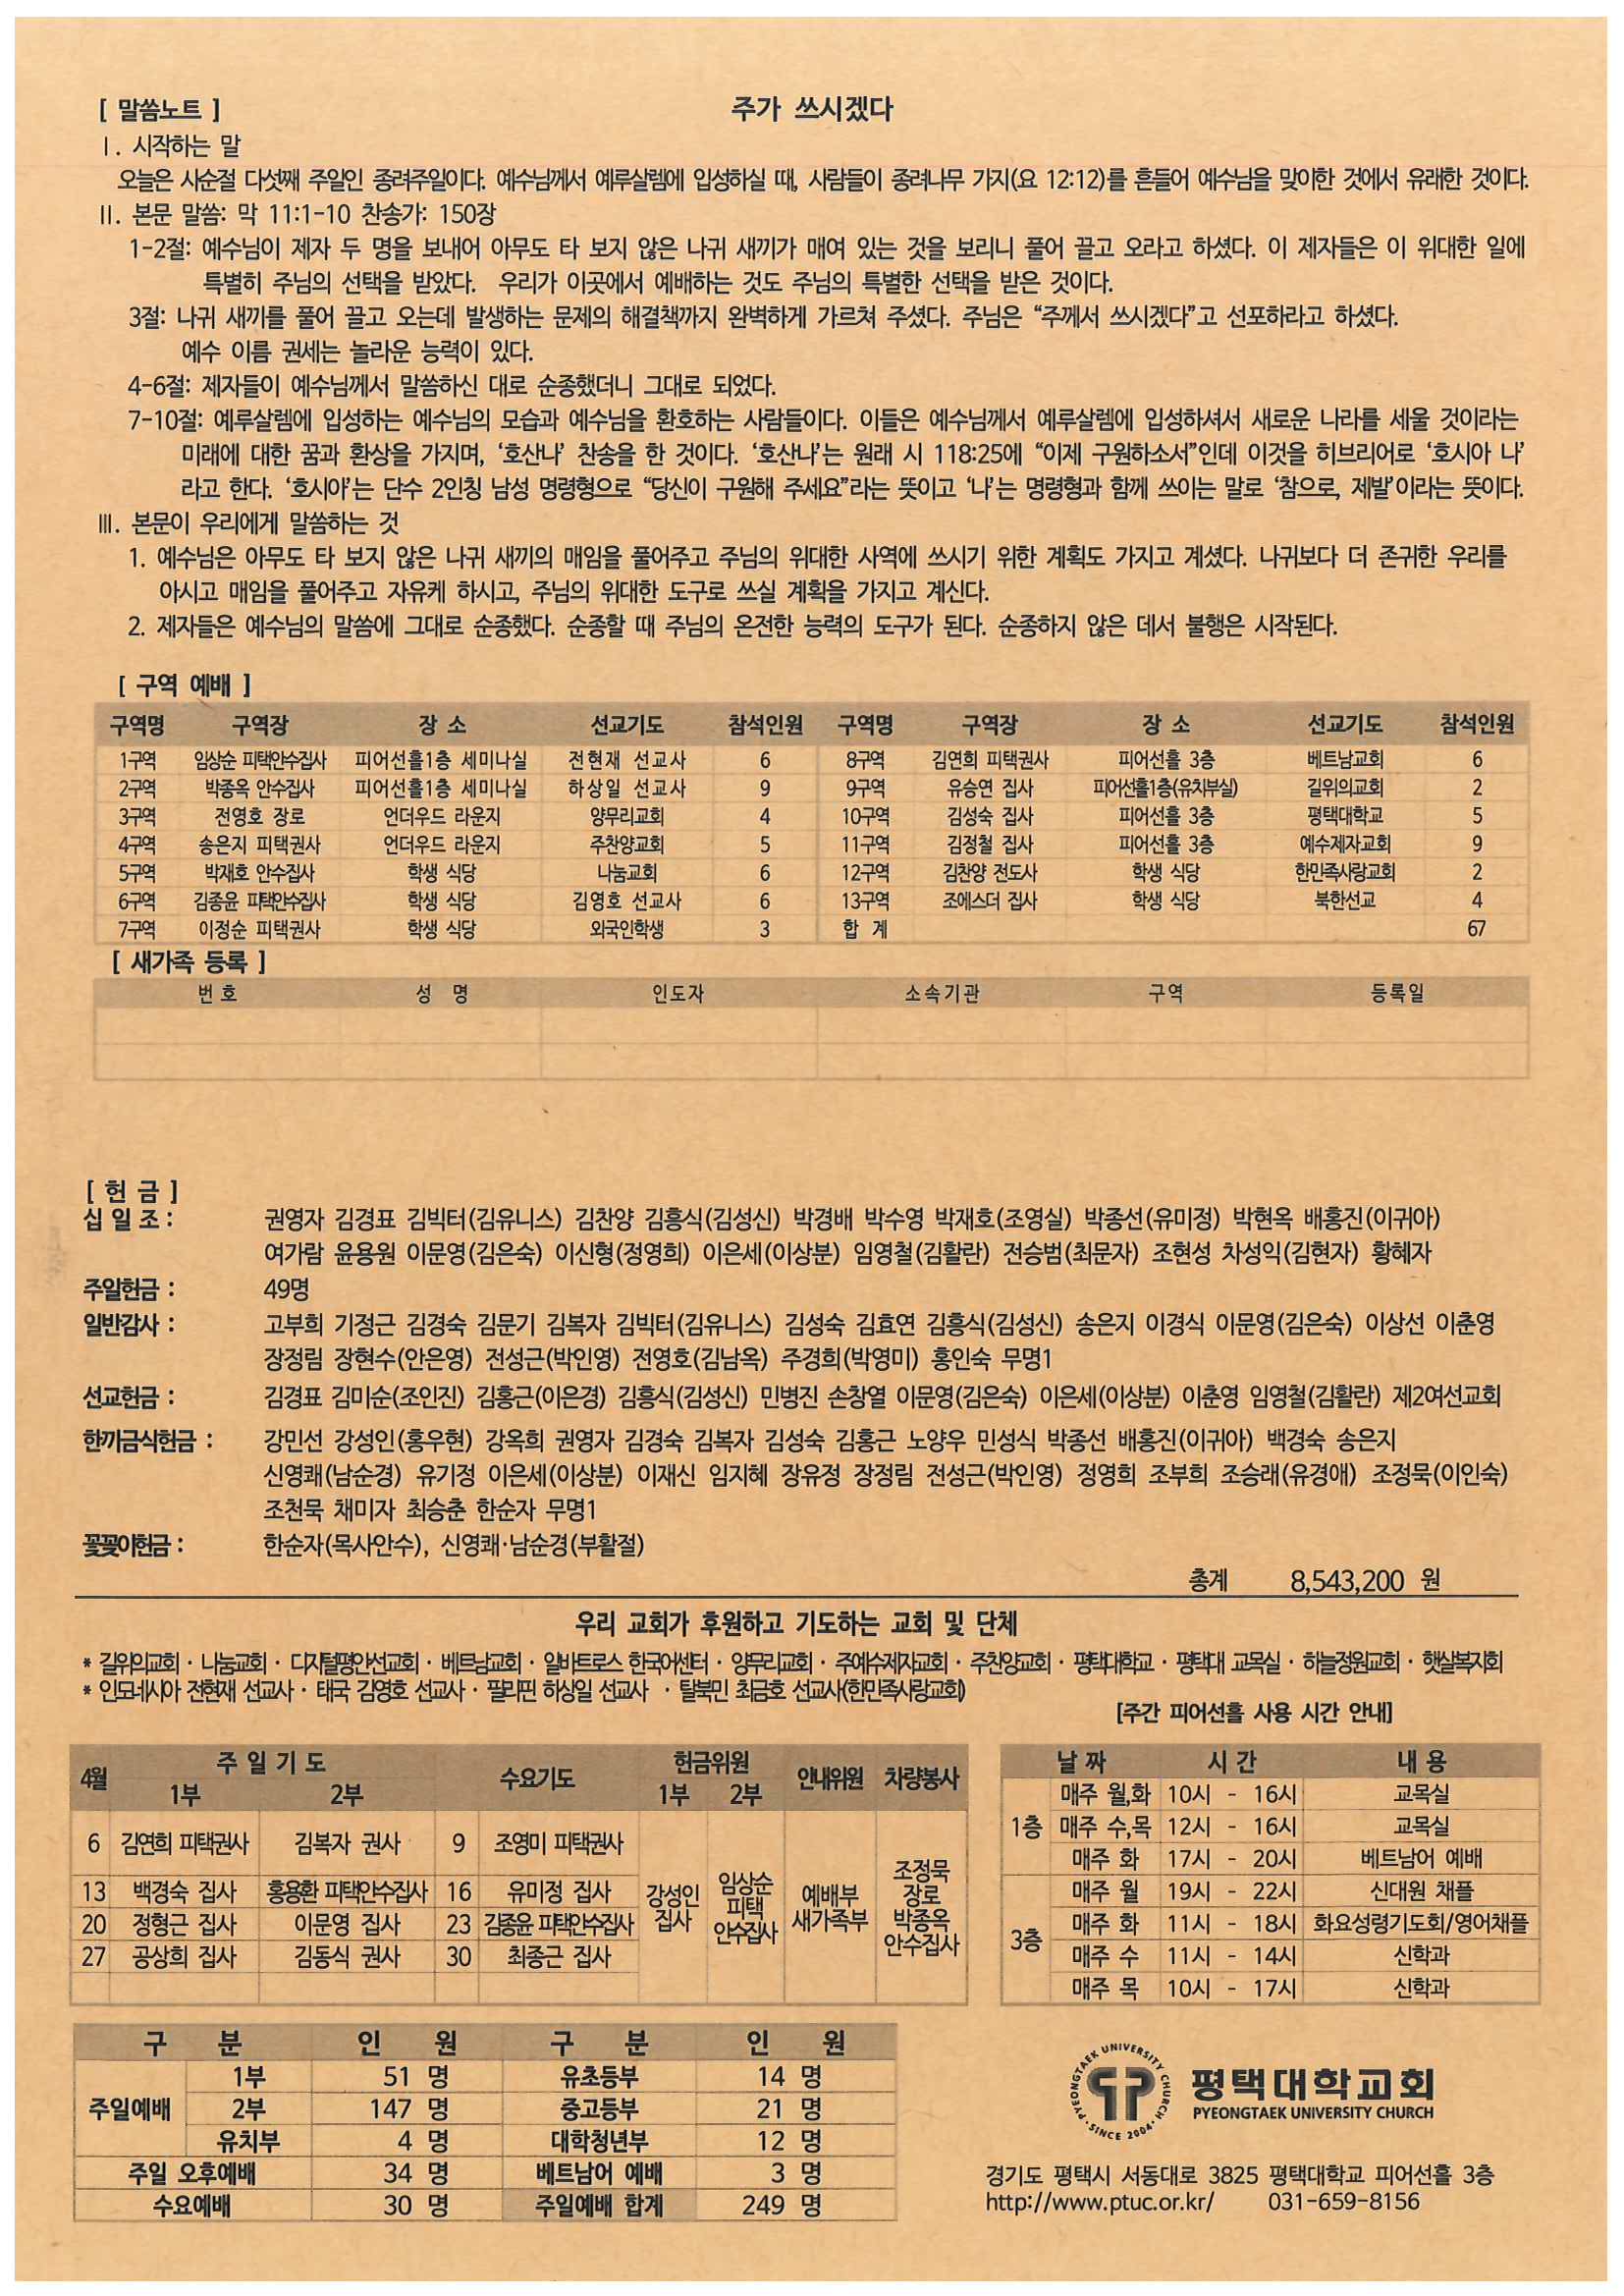 [ 말씀노트 ] 주가 쓰시겠다
Ⅰ. 시작하는 말
오늘은 사순절 다섯째 주일인 종려주일이다. 예수님께서 예루살렘에 입성하실 때, 사람들이 종려나무 가지(요 12:12)를 흔들어 예수님을 맞이한 것에서 유래한 것이다.
Ⅱ. 본문 말씀: 막 11:1-10 찬송가: 150장
1-2절: 예수님이 제자 두 명을 보내어 아무도 타 보지 않은 나귀 새끼가 매여 있는 것을 보리니 풀어 끌고 오라고 하셨다. 이 제자들은 이 위대한 일에
특별히 주님의 선택을 받았다. 우리가 이곳에서 예배하는 것도 주님의 특별한 선택을 받은 것이다.
3절: 나귀 새끼를 풀어 끌고 오는데 발생하는 문제의 해결책까지 완벽하게 가르쳐 주셨다. 주님은 “주께서 쓰시겠다”고 선포하라고 하셨다.
예수 이름 권세는 놀라운 능력이 있다.
4-6절: 제자들이 예수님께서 말씀하신 대로 순종했더니 그대로 되었다.
7-10절: 예루살렘에 입성하는 예수님의 모습과 예수님을 환호하는 사람들이다. 이들은 예수님께서 예루살렘에 입성하셔서 새로운 나라를 세울 것이라는
미래에 대한 꿈과 환상을 가지며, ‘호산나’ 찬송을 한 것이다. ‘호산나’는 원래 시 118:25에 “이제 구원하소서”인데 이것을 히브리어로 ‘호시아 나’
라고 한다. ‘호시아’는 단수 2인칭 남성 명령형으로 “당신이 구원해 주세요”라는 뜻이고 ‘나’는 명령형과 함께 쓰이는 말로 ‘참으로, 제발’이라는 뜻이다.
Ⅲ. 본문이 우리에게 말씀하는 것
1. 예수님은 아무도 타 보지 않은 나귀 새끼의 매임을 풀어주고 주님의 위대한 사역에 쓰시기 위한 계획도 가지고 계셨다. 나귀보다 더 존귀한 우리를
아시고 매임을 풀어주고 자유케 하시고, 주님의 위대한 도구로 쓰실 계획을 가지고 계신다.
2. 제자들은 예수님의 말씀에 그대로 순종했다. 순종할 때 주님의 온전한 능력의 도구가 된다. 순종하지 않은 데서 불행은 시작된다.
[ 구역 예배 ]
구역명 구역장 장 소 선교기도 참석인원 구역명 구역장 장 소 선교기도 참석인원
1구역 임상순 피택안수집사 피어선홀1층 세미나실 전현재 선교사 6 8구역 김연희 피택권사 피어선홀 3층 베트남교회 6
2구역 박종옥 안수집사 피어선홀1층 세미나실 하상일 선교사 9 9구역 유승연 집사 피어선홀1층(유치부실) 길위의교회 2
3구역 전영호 장로 언더우드 라운지 양무리교회 4 10구역 김성숙 집사 피어선홀 3층 평택대학교 5
4구역 송은지 피택권사 언더우드 라운지 주찬양교회 5 11구역 김정철 집사 피어선홀 3층 예수제자교회 9
5구역 박재호 안수집사 학생 식당 나눔교회 6 12구역 김찬양 전도사 학생 식당 한민족사랑교회 2
6구역 김종윤 피택안수집사 학생 식당 김영호 선교사 6 13구역 조에스더 집사 학생 식당 북한선교 4
7구역 이정순 피택권사 학생 식당 외국인학생 3 합 계 67
[ 새가족 등록 ]
번호 성 명 인도자 소속기관 구역 등록일
[ 헌 금 ]
십 일 조 : 권영자 김경표 김빅터(김유니스) 김찬양 김흥식(김성신) 박경배 박수영 박재호(조영실) 박종선(유미정) 박현옥 배홍진(이귀아)
여가람 윤용원 이문영(김은숙) 이신형(정영희) 이은세(이상분) 임영철(김활란) 전승범(최문자) 조현성 차성익(김현자) 황혜자
주일헌금 : 49명
일반감사 : 고부희 기정근 김경숙 김문기 김복자 김빅터(김유니스) 김성숙 김효연 김흥식(김성신) 송은지 이경식 이문영(김은숙) 이상선 이춘영
장정림 장현수(안은영) 전성근(박인영) 전영호(김남옥) 주경희(박영미) 홍인숙 무명1
선교헌금 : 김경표 김미순(조인진) 김홍근(이은경) 김흥식(김성신) 민병진 손창열 이문영(김은숙) 이은세(이상분) 이춘영 임영철(김활란) 제2여선교회
한끼금식헌금 : 강민선 강성인(홍우현) 강옥희 권영자 김경숙 김복자 김성숙 김홍근 노양우 민성식 박종선 배홍진(이귀아) 백경숙 송은지
신영쾌(남순경) 유기정 이은세(이상분) 이재신 임지혜 장유정 장정림 전성근(박인영) 정영희 조부희 조승래(유경애) 조정묵(이인숙)
조천묵 채미자 최승춘 한순자 무명1
꽃꽂이헌금 : 한순자(목사안수), 신영쾌·남순경(부활절)
총계 8,543,200 원
우리 교회가 후원하고 기도하는 교회 및 단체
* 길위의교회 · 나눔교회 · 디지털평안선교회 · 베트남교회 · 알바트로스 한국어센터 · 양무리교회 · 주예수제자교회 · 주찬양교회 · 평택대학교 · 평택대 교목실 · 하늘정원교회 · 햇살복지회
* 인도네시아 전현재 선교사 · 태국 김영호 선교사 · 필리핀 하상일 선교사 · 탈북민 최금호 선교사(한민족사랑교회)
[주간 피어선홀 사용 시간 안내]
4월 주 일 기 도 수요기도 헌금위원 안내위원 차량봉사
1부 2부 1부 2부
6 김연희 피택권사 김복자 권사 9 조영미 피택권사
13 백경숙 집사 홍용환 피택안수집사 16 유미정 집사
20 정형근 집사 이문영 집사 23 김종윤 피택안수집사
27 공상희 집사 김동식 권사 30 최종근 집사
강성인 집사
임상순 피택 안수집사
예배부 새가족부
조정묵 장로 박종옥 안수집사
날 짜 시 간 내 용
1층 매주 월,화 10시 - 16시 교목실
매주 수,목 12시 - 16시 교목실
매주 화 17시 - 20시 베트남어 예배
3층 매주 월 19시 - 22시 신대원 채플
매주 화 11시 - 18시 화요성령기도회/영어채플
매주 수 11시 - 14시 신학과
매주 목 10시 - 17시 신학과
구 분 인 원 구 분 인 원
주일예배 1부 51 명 유초등부 14 명
2부 147 명 중고등부 21 명
유치부 4 명 대학청년부 12 명
주일 오후예배 34 명 베트남어 예배 3 명
수요예배 30 명 주일예배 합계 249 명
PYEONGTAEK UNIVERSITY CHURCH · SINCE 2004 ·
평택대학교회
PYEONGTAEK UNIVERSITY CHURCH
경기도 평택시 서동대로 3825 평택대학교 피어선홀 3층
http://www.ptuc.or.kr/ 031-659-8156